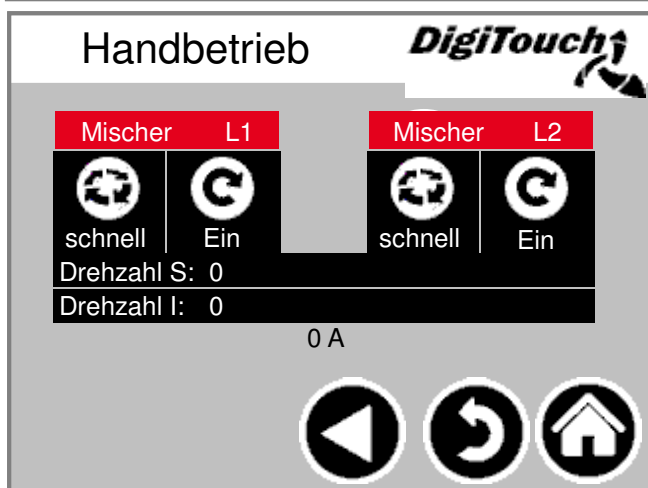 Handbetrieb DigiTouch
Mischer L1 Mischer L2
schnell Ein schnell Ein
Drehzahl S: 0
Drehzahl I: 0
0 A